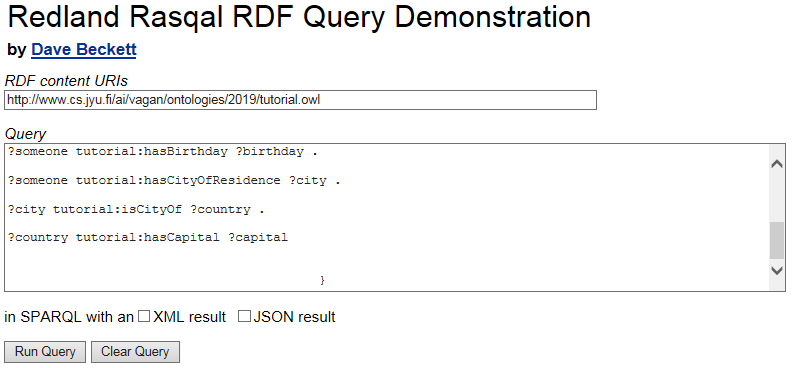 Redland Rasqal RDF Query Demonstration
by Dave Beckett
RDF content URIs
http://www.cs.jyu.fi/ai/vagan/ontologies/2019/tutorial.owl
Query
?someone tutorial:hasBirthday ?birthday .
?someone tutorial:hasCityOfResidence ?city .
?city tutorial:isCityOf ?country .
?country tutorial:hasCapital ?capital
}
in SPARQL with an XML result JSON result
Run Query Clear Query